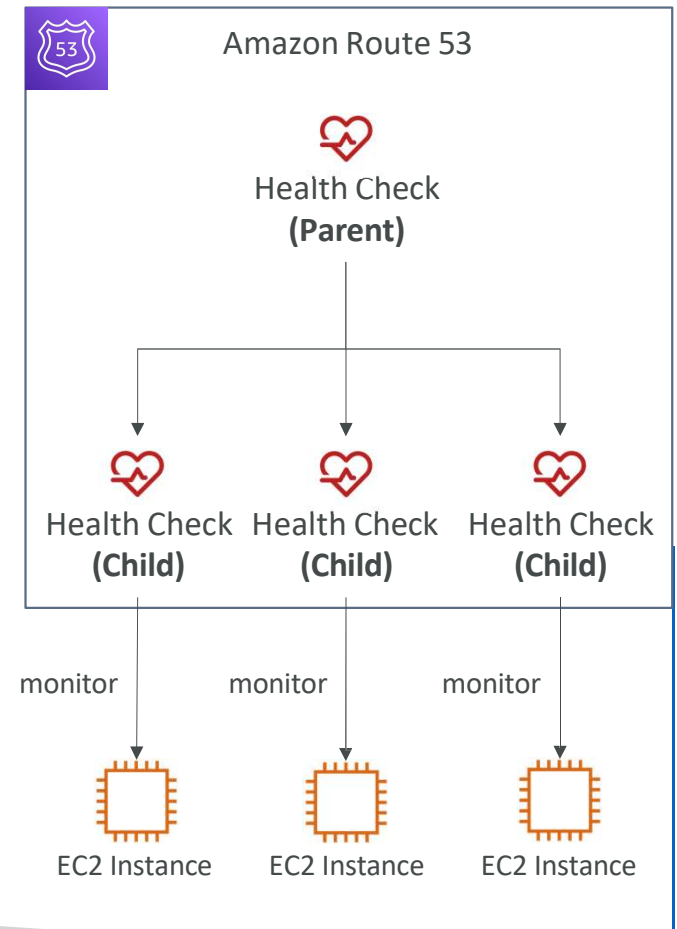 53
Amazon Route 53
Health Check
(Parent)
Health Check Health Check Health Check
(Child) (Child) (Child)
monitor monitor monitor
EC2 Instance EC2 Instance EC2 Instance